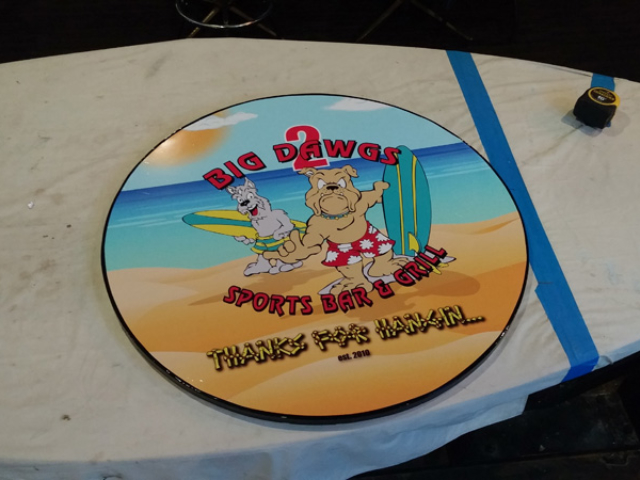 2
BIG DAWGS
SPORTS BAR & GRILL
THANKS FOR HANGIN...
est. 2010